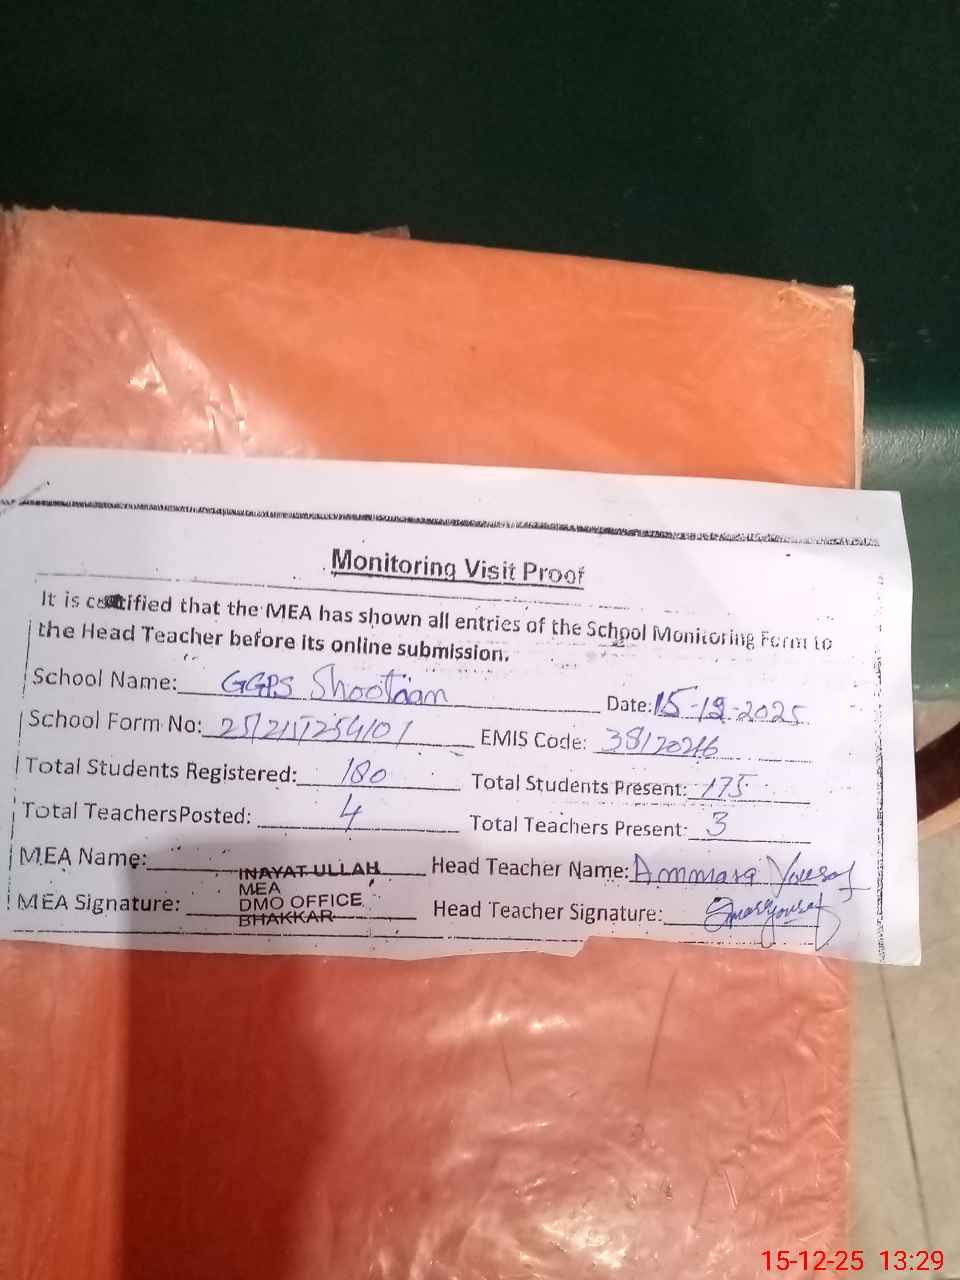 Monitoring Visit Proof
It is certified that the MEA has shown all entries of the School Monitoring Form to
the Head Teacher before its online submission.
School Name: GGPS Shootaam Date: 15-12-2025
School Form No: EMIS Code:
Total Students Registered: 180 Total Students Present: 175
Total TeachersPosted: 4 Total Teachers Present: 3
MEA Name: INAYAT ULLAH Head Teacher Name: Ammara Yousaf
MEA
MEA Signature: DMO OFFICE Head Teacher Signature:
BHAKKAR
15-12-25 13:29